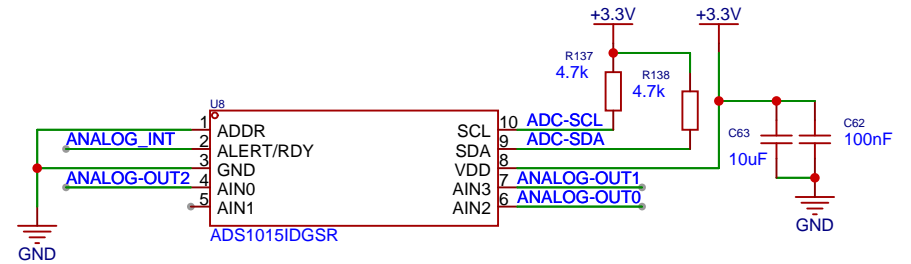 +3.3V
+3.3V
R137
4.7k
R138
4.7k
U8
1 ADDR SCL 10 ADC-SCL
ANALOG_INT 2 ALERT/RDY SDA 9 ADC-SDA
3 GND VDD 8
ANALOG-OUT2 4 AIN0 AIN3 7 ANALOG-OUT1
5 AIN1 AIN2 6 ANALOG-OUT0
ADS1015IDGSR
C63
10uF
C62
100nF
GND
GND